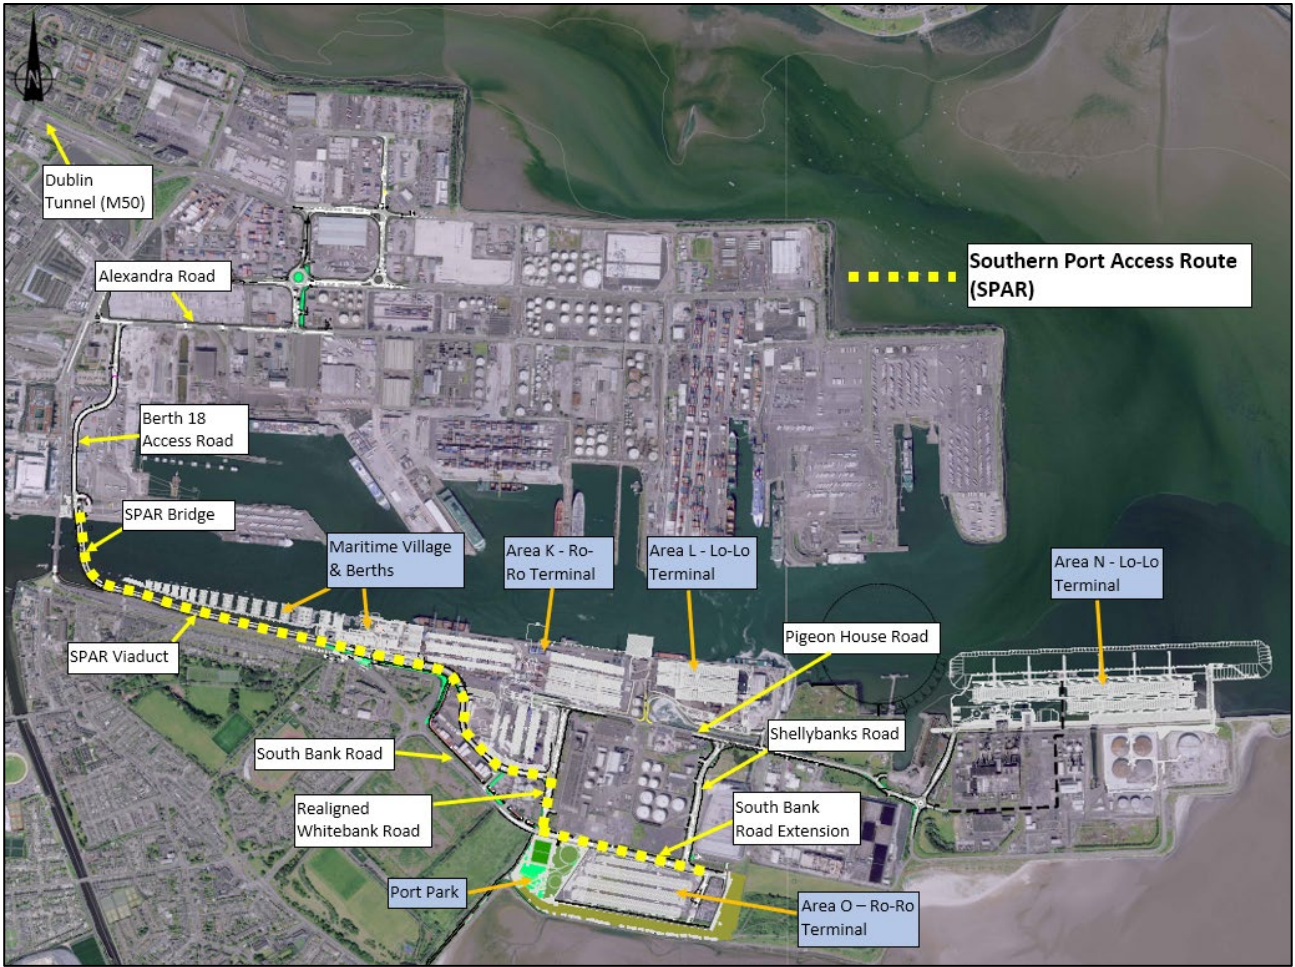 N
Dublin
Tunnel (M50)
Alexandra Road
Southern Port Access Route
(SPAR)
Berth 18
Access Road
SPAR Bridge
Maritime Village
& Berths
Area K - Ro-
Ro Terminal
Area L - Lo-Lo
Terminal
Area N - Lo-Lo
Terminal
Pigeon House Road
SPAR Viaduct
Shellybanks Road
South Bank Road
Realigned
Whitebank Road
South Bank
Road Extension
Port Park
Area O – Ro-Ro
Terminal